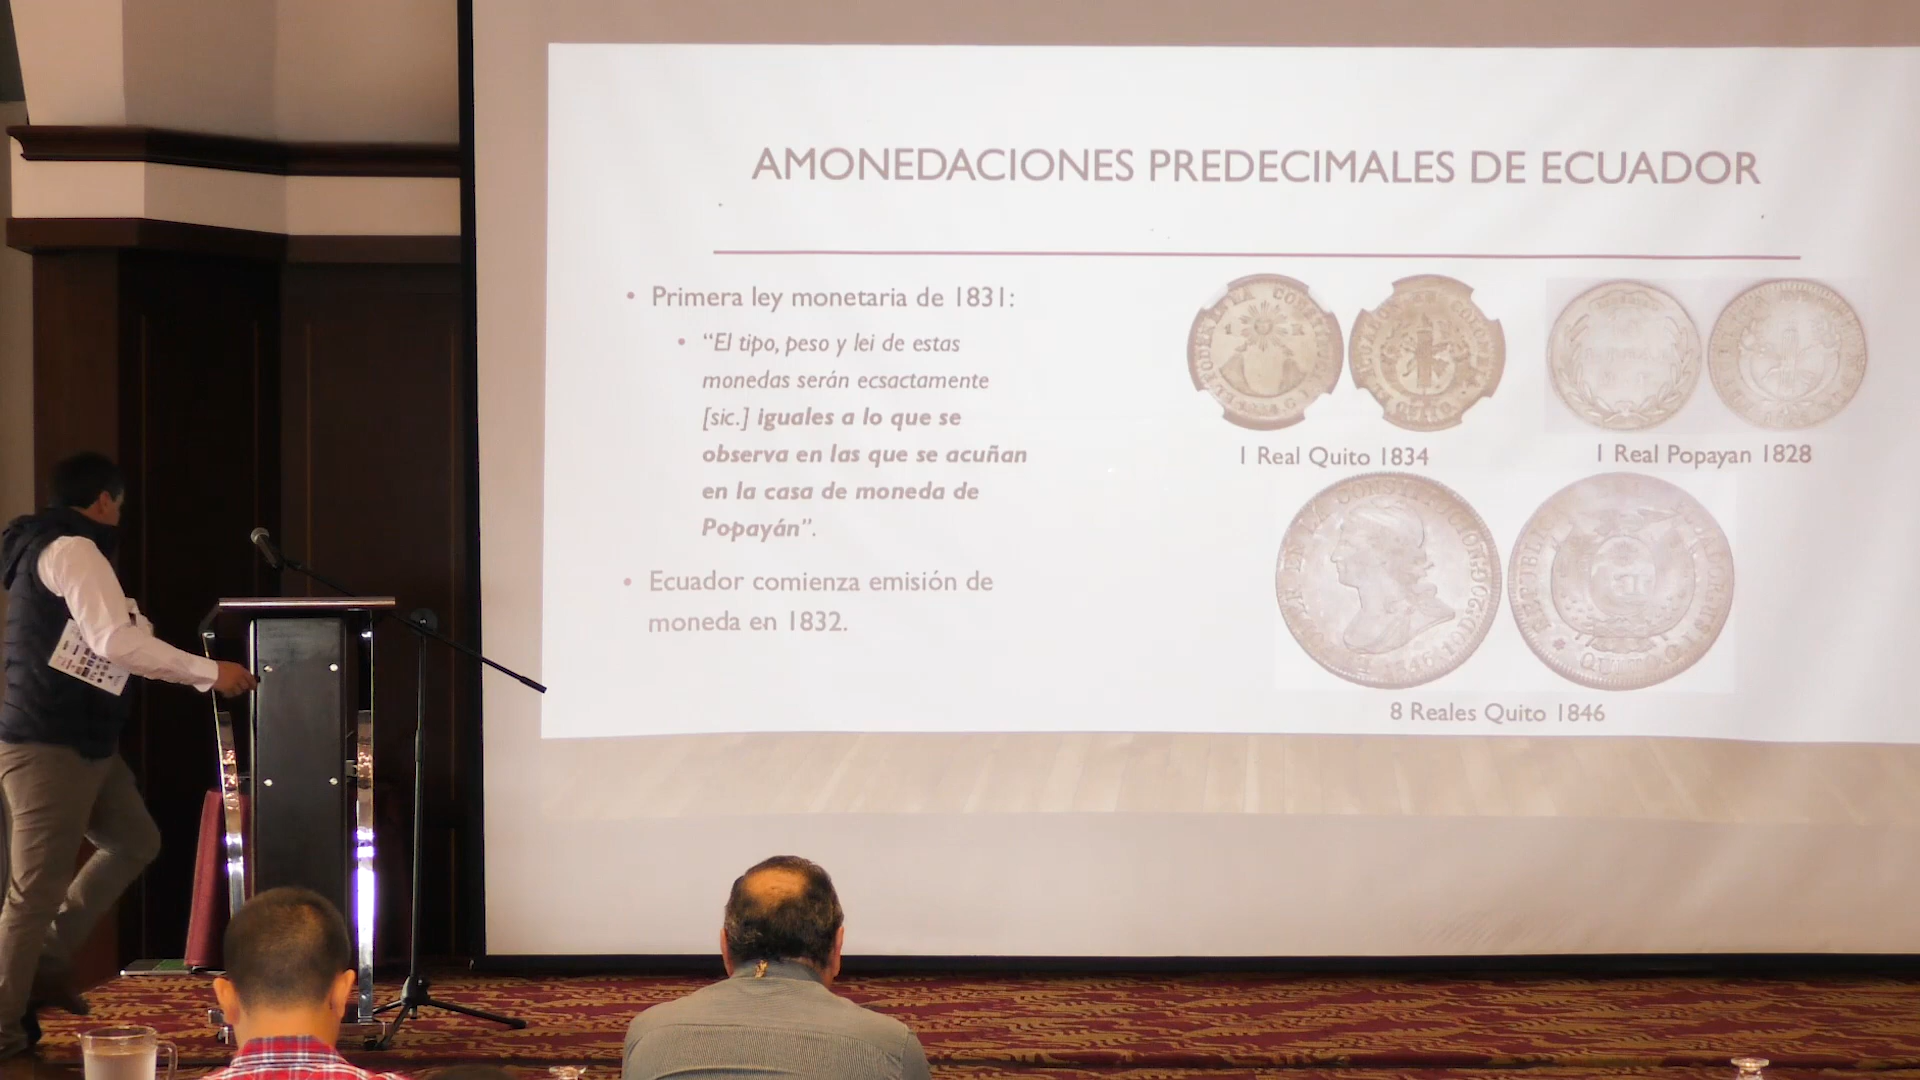 AMONEDACIONES PREDECIMALES DE ECUADOR
• Primera ley monetaria de 1831:
• “El tipo, peso y lei de estas
monedas serán ecsactamente
[sic.] iguales a lo que se
observa en las que se acuñan
en la casa de moneda de
Popayán”.
• Ecuador comienza emisión de
moneda en 1832.
1 Real Quito 1834
1 Real Popayan 1828
8 Reales Quito 1846